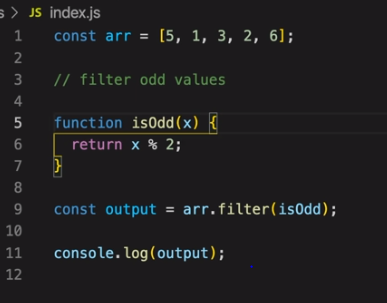 s > JS index.js
1 const arr = [5, 1, 3, 2, 6];
2
3 // filter odd values
4
5 function isOdd(x) {
6   return x % 2;
7 }
8
9 const output = arr.filter(isOdd);
10
11 console.log(output);
12